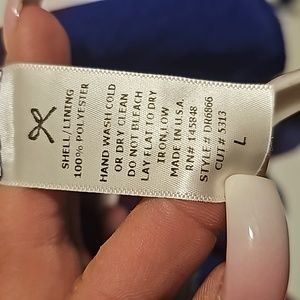 SHELL/LINING
100% POLYESTER
HAND WASH COLD
OR DRY CLEAN
DO NOT BLEACH
LAY FLAT TO DRY
IRON,LOW
MADE IN U.S.A.
RN# 145848
STYLE # DR6866
CUT # 5313
L